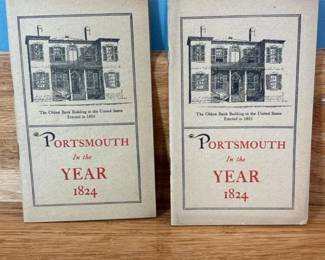 The Oldest Bank Building in the United States
Erected in 1803
PORTSMOUTH
In the
YEAR
1824
The Oldest Bank Building in the United States
Erected in 1803
PORTSMOUTH
In the
YEAR
1824